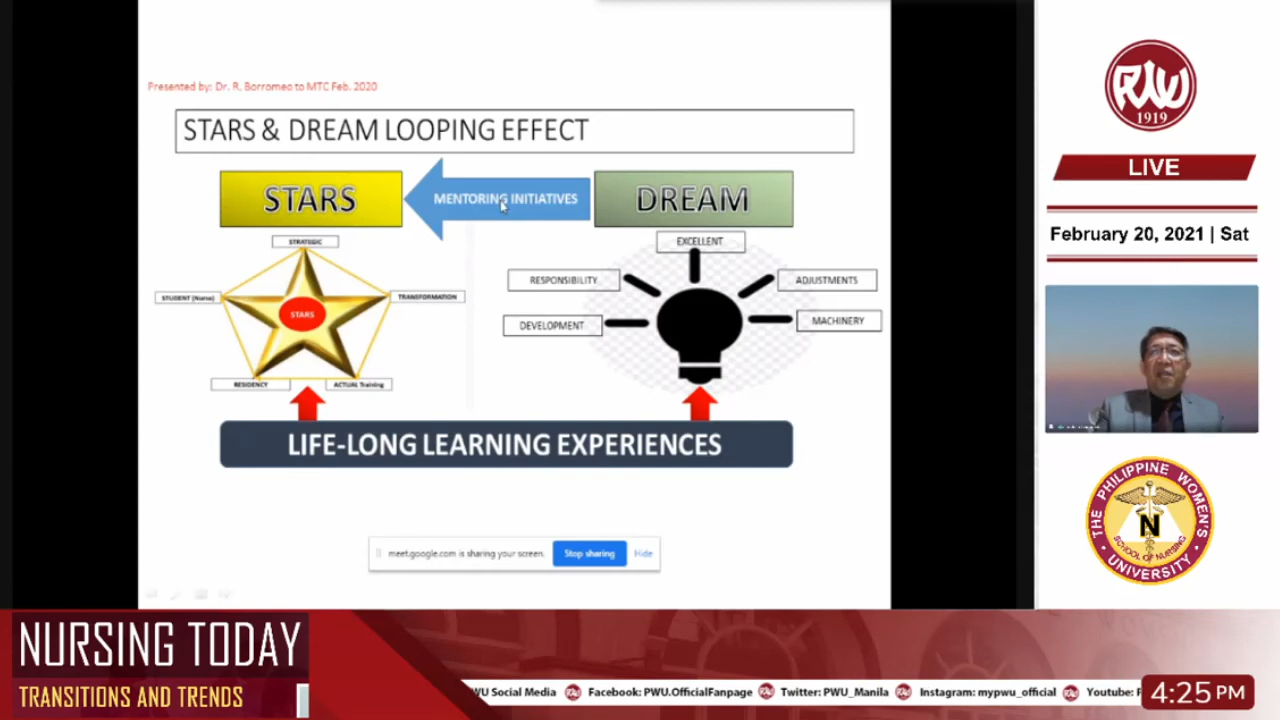 Presented by: Dr. R. Borromeo to MTC Feb. 2020
STARS & DREAM LOOPING EFFECT
STARS
MENTORING INITIATIVES
DREAM
STRATEGIC
STUDENT (Nurse)
TRANSFORMATION
STARS
RESIDENCY
ACTUAL Training
EXCELLENT
RESPONSIBILITY
ADJUSTMENTS
DEVELOPMENT
MACHINERY
LIFE-LONG LEARNING EXPERIENCES
meet.google.com is sharing your screen.
Stop sharing
Hide
PWU
1919
LIVE
February 20, 2021 | Sat
THE PHILIPPINE WOMEN'S
UNIVERSITY
SCHOOL OF NURSING
N
NURSING TODAY
TRANSITIONS AND TRENDS
WU Social Media Facebook: PWU.OfficialFanpage Twitter: PWU_Manila Instagram: mypwu_official Youtube:
4:25 PM